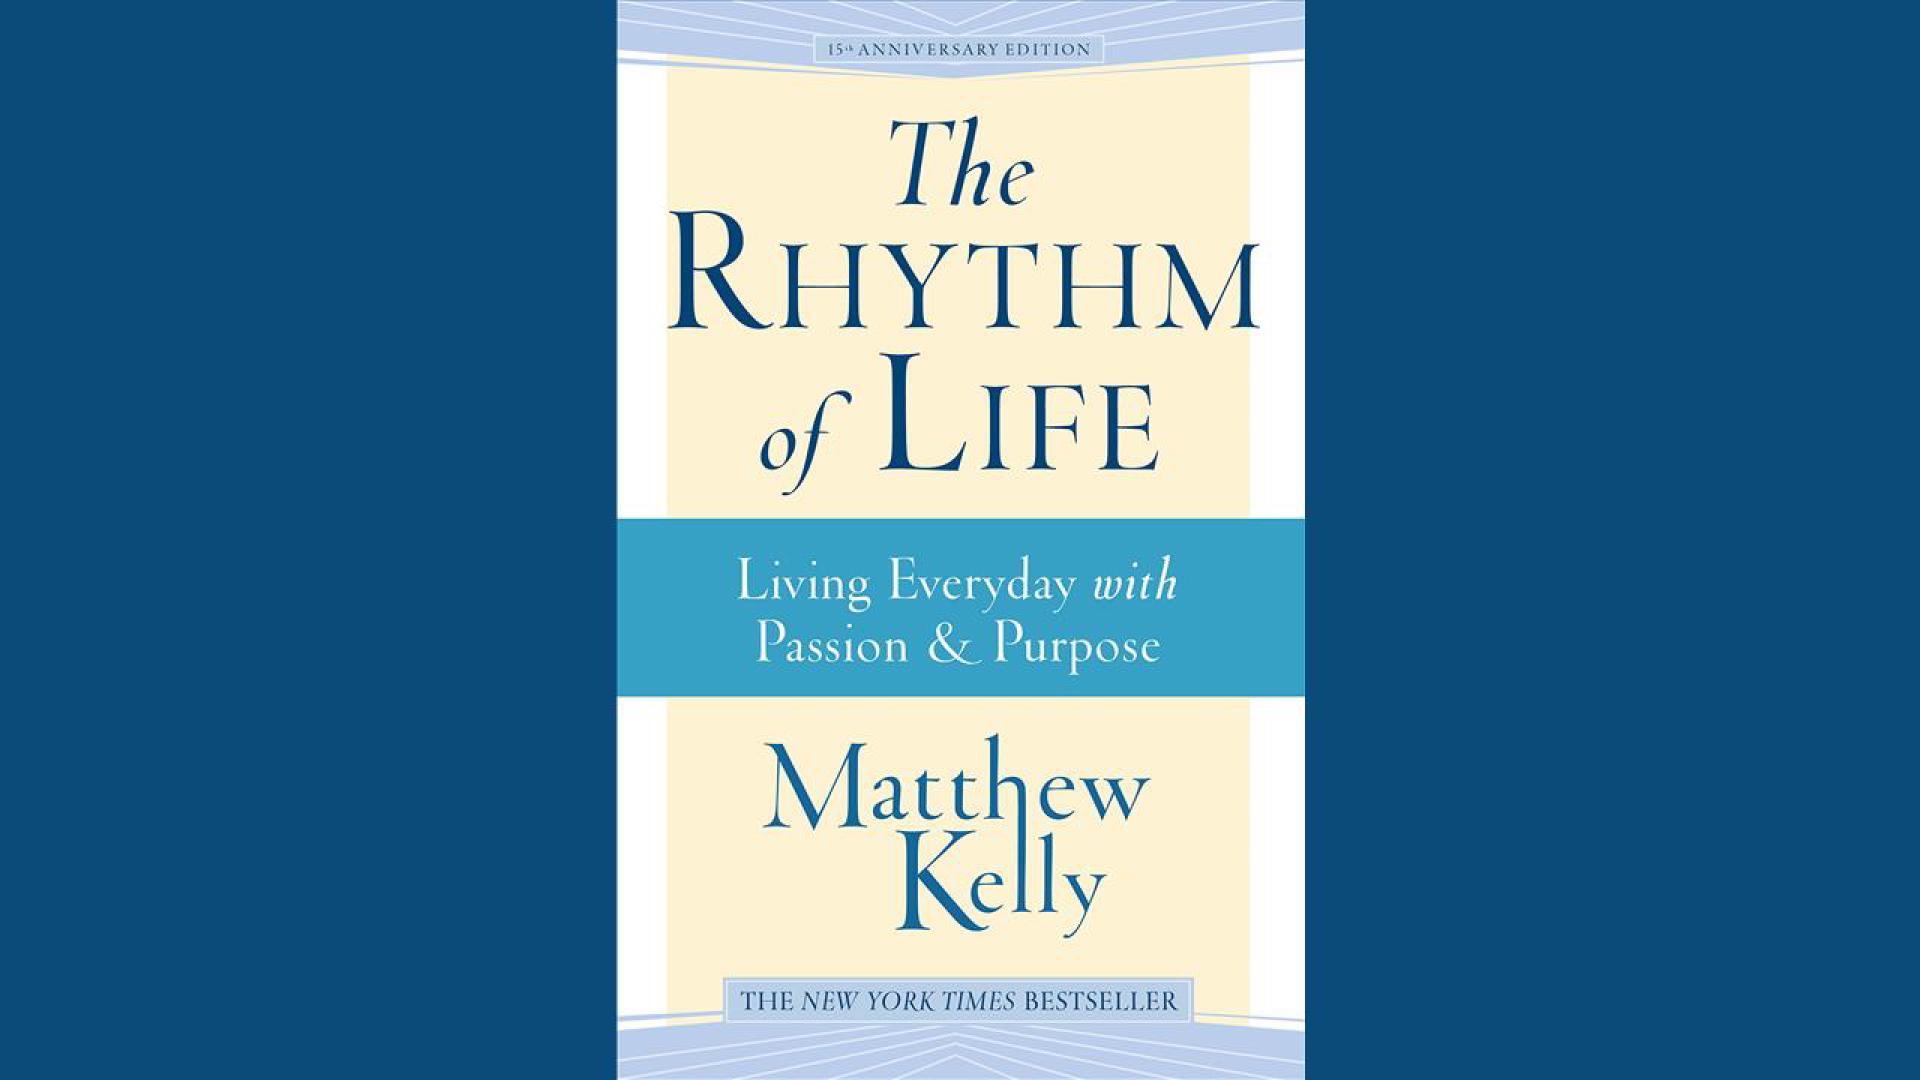 15th ANNIVERSARY EDITION
The
RHYTHM
of LIFE
Living Everyday with
Passion & Purpose
Matthew
Kelly
THE NEW YORK TIMES BESTSELLER